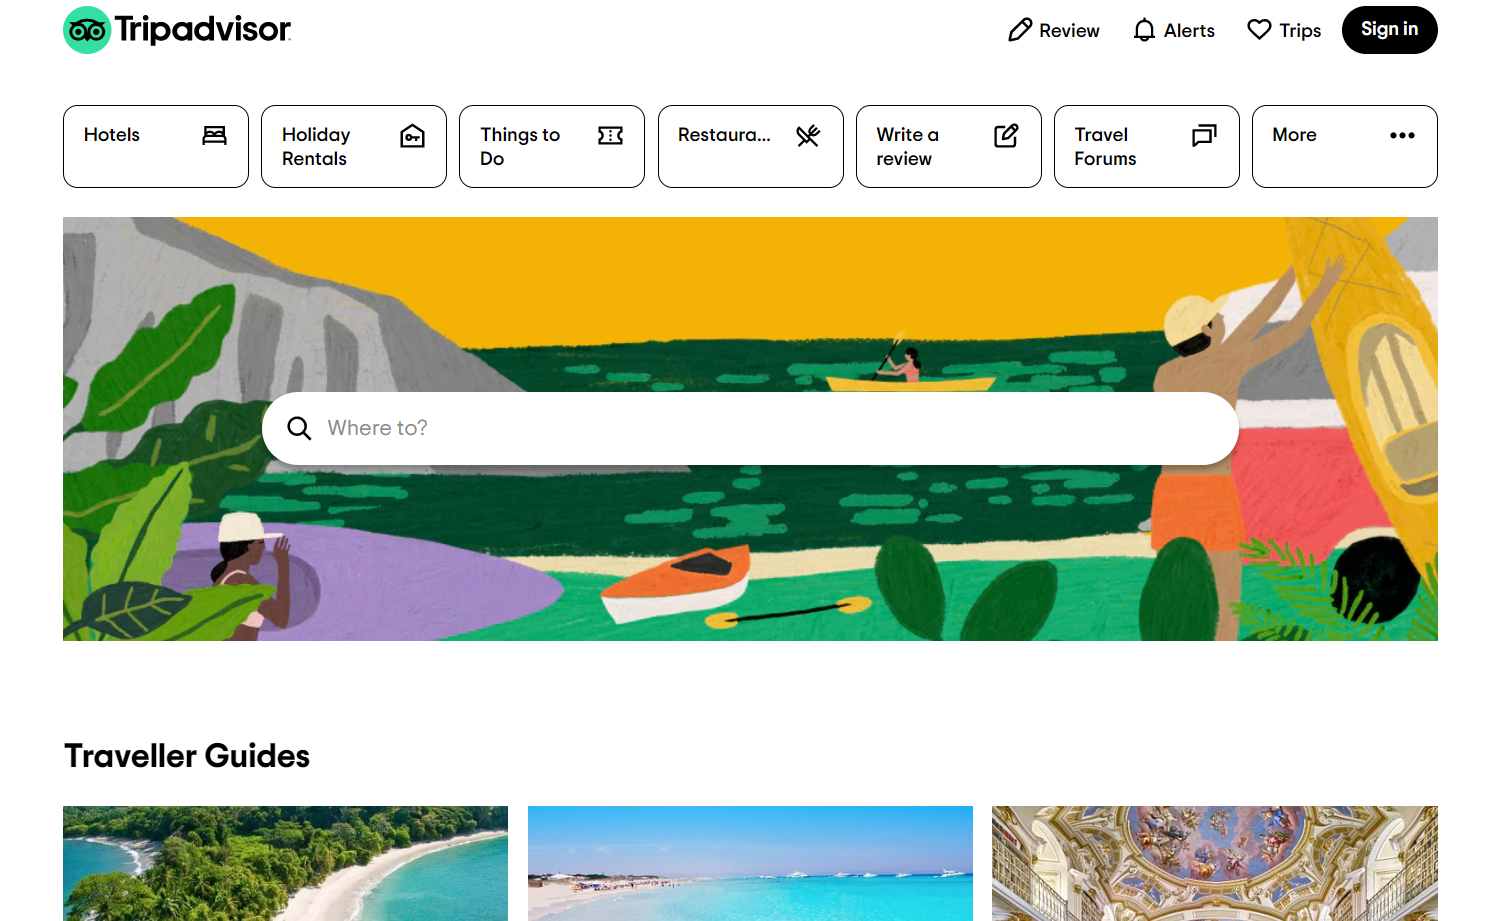 Tripadvisor
Review
Alerts
Trips
Sign in
Hotels
Holiday
Rentals
Things to
Do
Restaura...
Write a
review
Travel
Forums
More
Where to?
Traveller Guides